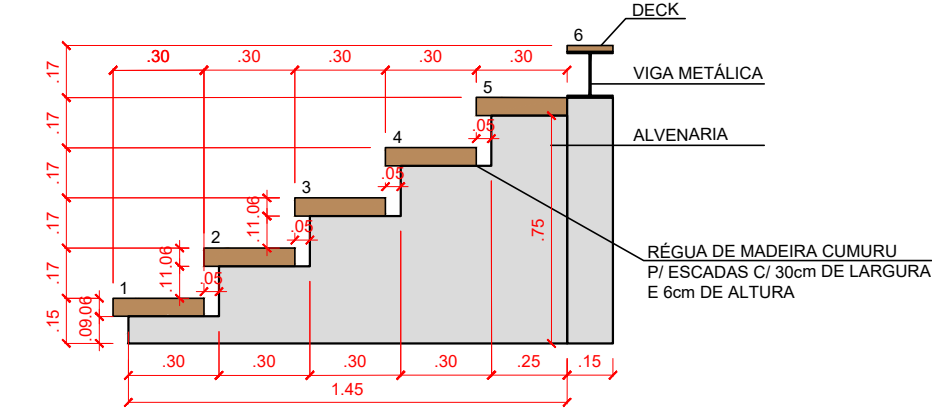 DECK
6
.30 .30 .30 .30 .30
.17
VIGA METÁLICA
5
.17
.05
ALVENARIA
4
.17
.05
3
.17
.11 .06
.05
.75
2
RÉGUA DE MADEIRA CUMURU
P/ ESCADAS C/ 30cm DE LARGURA
E 6cm DE ALTURA
.17
.11 .06
.05
1
.15
.09 .06
.30 .30 .30 .30 .25 .15
1.45